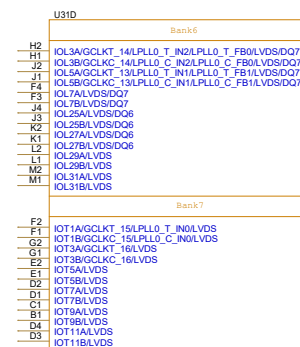 U31D
Bank6
H2 IOL3A/GCLKT_14/LPLL0_T_IN2/LPLL0_T_FB0/LVDS/DQ7
H1 IOL3B/GCLKC_14/LPLL0_C_IN2/LPLL0_C_FB0/LVDS/DQ7
J2 IOL5A/GCLKT_13/LPLL0_T_IN1/LPLL0_T_FB1/LVDS/DQ7
J1 IOL5B/GCLKC_13/LPLL0_C_IN1/LPLL0_C_FB1/LVDS/DQ7
F4 IOL7A/LVDS/DQ7
F3 IOL7B/LVDS/DQ7
J4 IOL25A/LVDS/DQ6
J3 IOL25B/LVDS/DQ6
K2 IOL27A/LVDS/DQ6
K1 IOL27B/LVDS/DQ6
L2 IOL29A/LVDS
L1 IOL29B/LVDS
M2 IOL31A/LVDS
M1 IOL31B/LVDS
Bank7
F2 IOT1A/GCLKT_15/LPLL0_T_IN0/LVDS
F1 IOT1B/GCLKC_15/LPLL0_C_IN0/LVDS
G2 IOT3A/GCLKT_16/LVDS
G1 IOT3B/GCLKC_16/LVDS
E2 IOT5A/LVDS
E1 IOT5B/LVDS
D2 IOT7A/LVDS
D1 IOT7B/LVDS
C1 IOT9A/LVDS
B1 IOT9B/LVDS
D4 IOT11A/LVDS
D3 IOT11B/LVDS